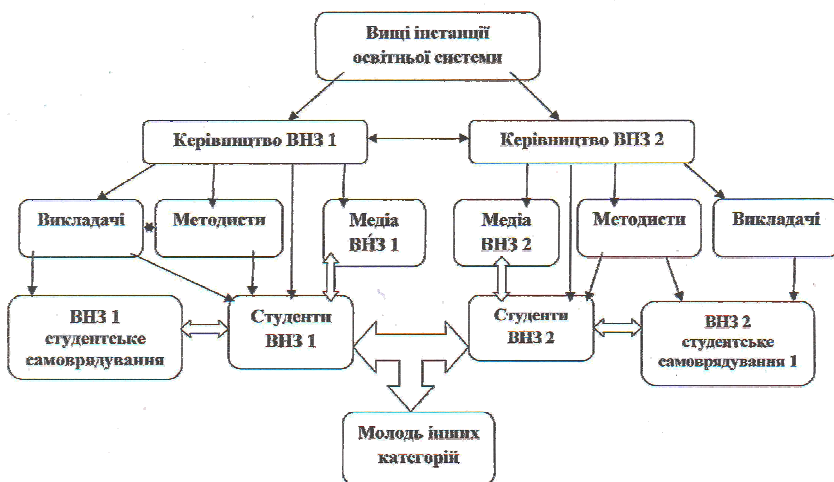 Вищі інстанції
освітньої системи
Керівництво ВНЗ 1
Керівництво ВНЗ 2
Викладачі
Методисти
Медіа
ВНЗ 1
Медіа
ВНЗ 2
Методисти
Викладачі
ВНЗ 1
студентське
самоврядування
Студенти
ВНЗ 1
Студенти
ВНЗ 2
ВНЗ 2
студентське
самоврядування 1
Молодь інших
категорій